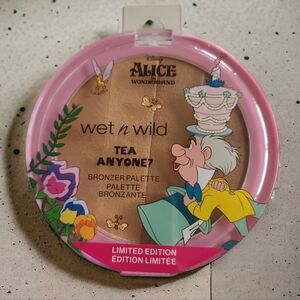 Disney
ALICE
IN
WONDERLAND
wet n wild
TEA
ANYONE?
BRONZER PALETTE
PALETTE
BRONZANTE
LIMITED EDITION
ÉDITION LIMITÉE